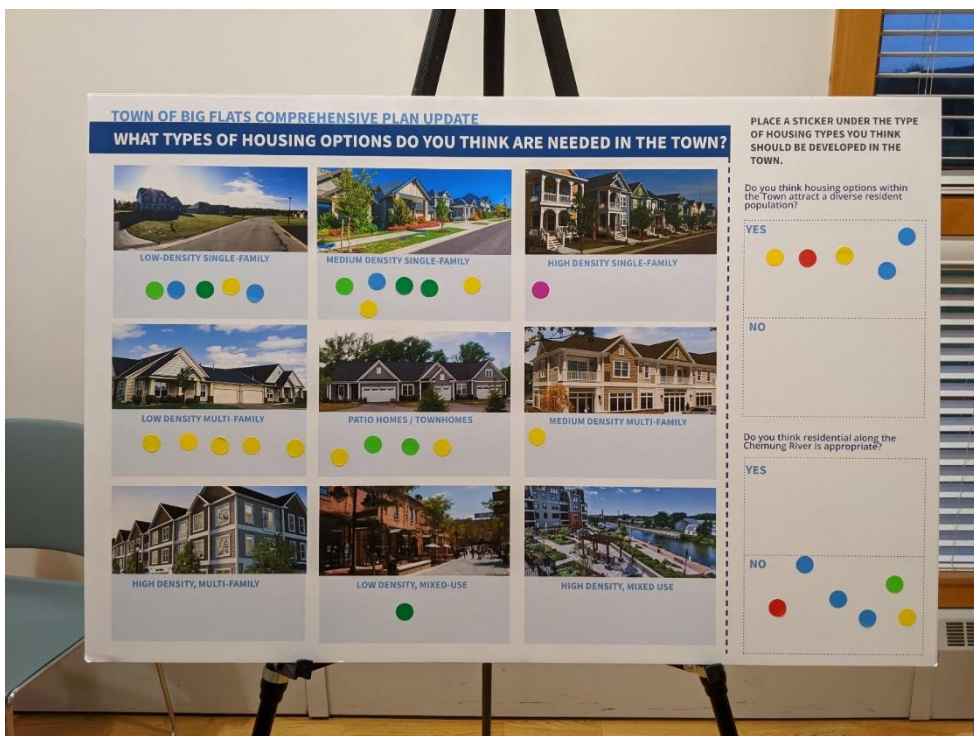 TOWN OF BIG FLATS COMPREHENSIVE PLAN UPDATE
WHAT TYPES OF HOUSING OPTIONS DO YOU THINK ARE NEEDED IN THE TOWN?
LOW-DENSITY SINGLE-FAMILY
MEDIUM DENSITY SINGLE-FAMILY
HIGH DENSITY SINGLE-FAMILY
LOW DENSITY MULTI-FAMILY
PATIO HOMES / TOWNHOMES
MEDIUM DENSITY MULTI-FAMILY
HIGH DENSITY, MULTI-FAMILY
LOW DENSITY, MIXED-USE
HIGH DENSITY, MIXED USE
PLACE A STICKER UNDER THE TYPE
OF HOUSING TYPES YOU THINK
SHOULD BE DEVELOPED IN THE
TOWN.
Do you think housing options within
the Town attract a diverse resident
population?
YES
NO
Do you think residential along the
Chemung River is appropriate?
YES
NO